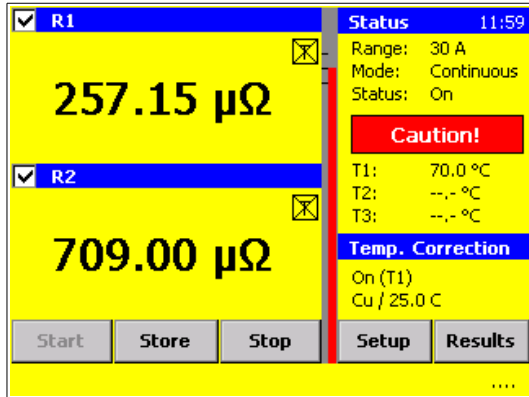 R1
257.15 μΩ
R2
709.00 μΩ
Status 11:59
Range: 30 A
Mode: Continuous
Status: On
Caution!
T1: 70.0 °C
T2: --.- °C
T3: --.- °C
Temp. Correction
On (T1)
Cu / 25.0 C
Start Store Stop Setup Results
....